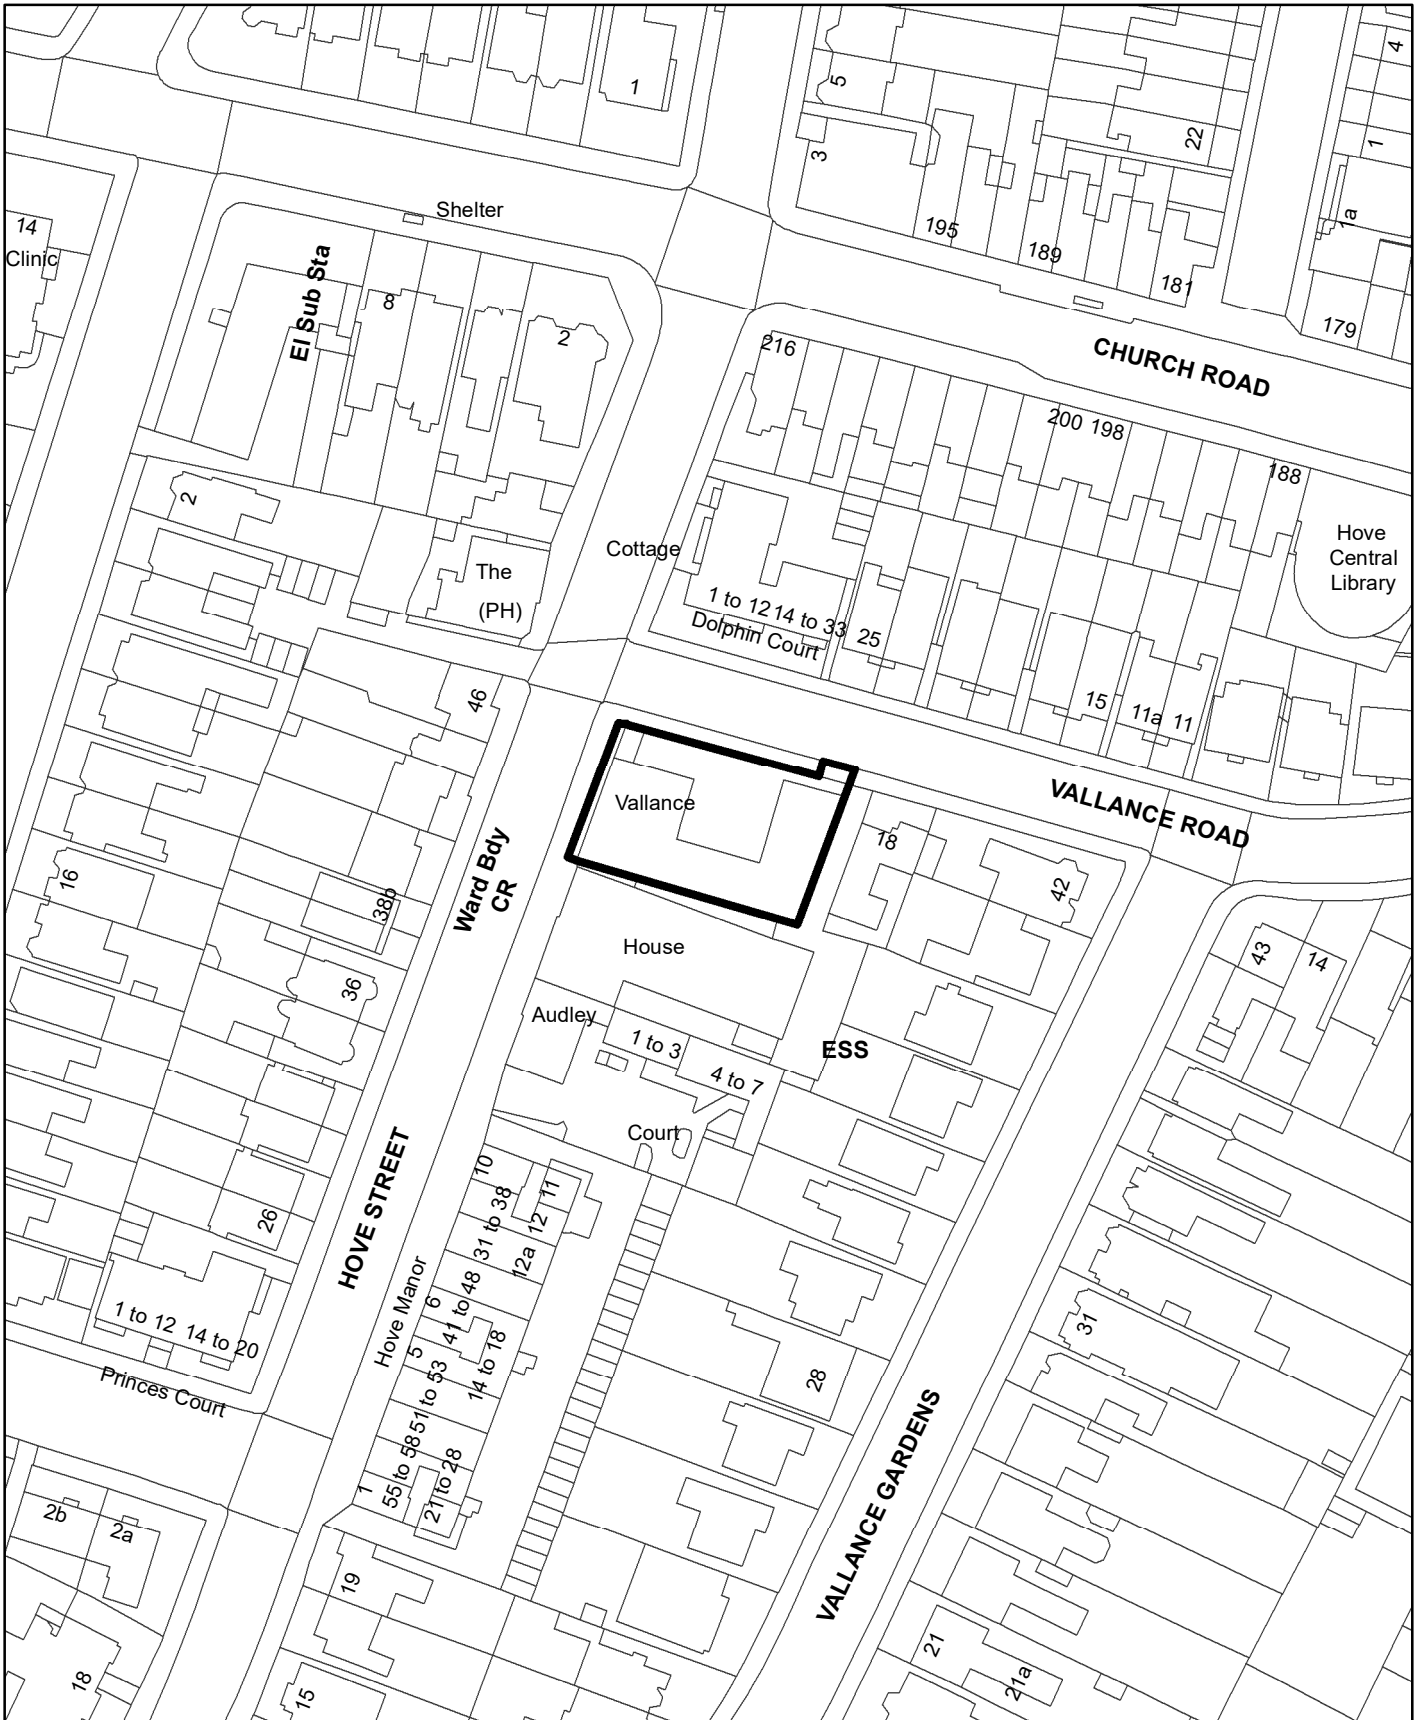 1
5
4
3
22
1
1a
14
Clinic
Shelter
195
189
181
179
El Sub Sta
8
2
216
CHURCH ROAD
200 198
188
2
Hove
Central
Library
Cottage
The
(PH)
1 to 12
14 to 33
Dolphin Court
25
46
15
11a
11
Vallance
VALLANCE ROAD
18
42
16
38b
Ward Bdy
CR
House
43
14
36
Audley
1 to 3
ESS
4 to 7
Court
HOVE STREET
10
11
31 to 38
12
26
12a
Hove Manor
6
41 to 48
1 to 12
14 to 20
5
14 to 18
31
Princes Court
51 to 53
28
VALLANCE GARDENS
55 to 58
21 to 28
1
2b
2a
19
21
21a
18
15